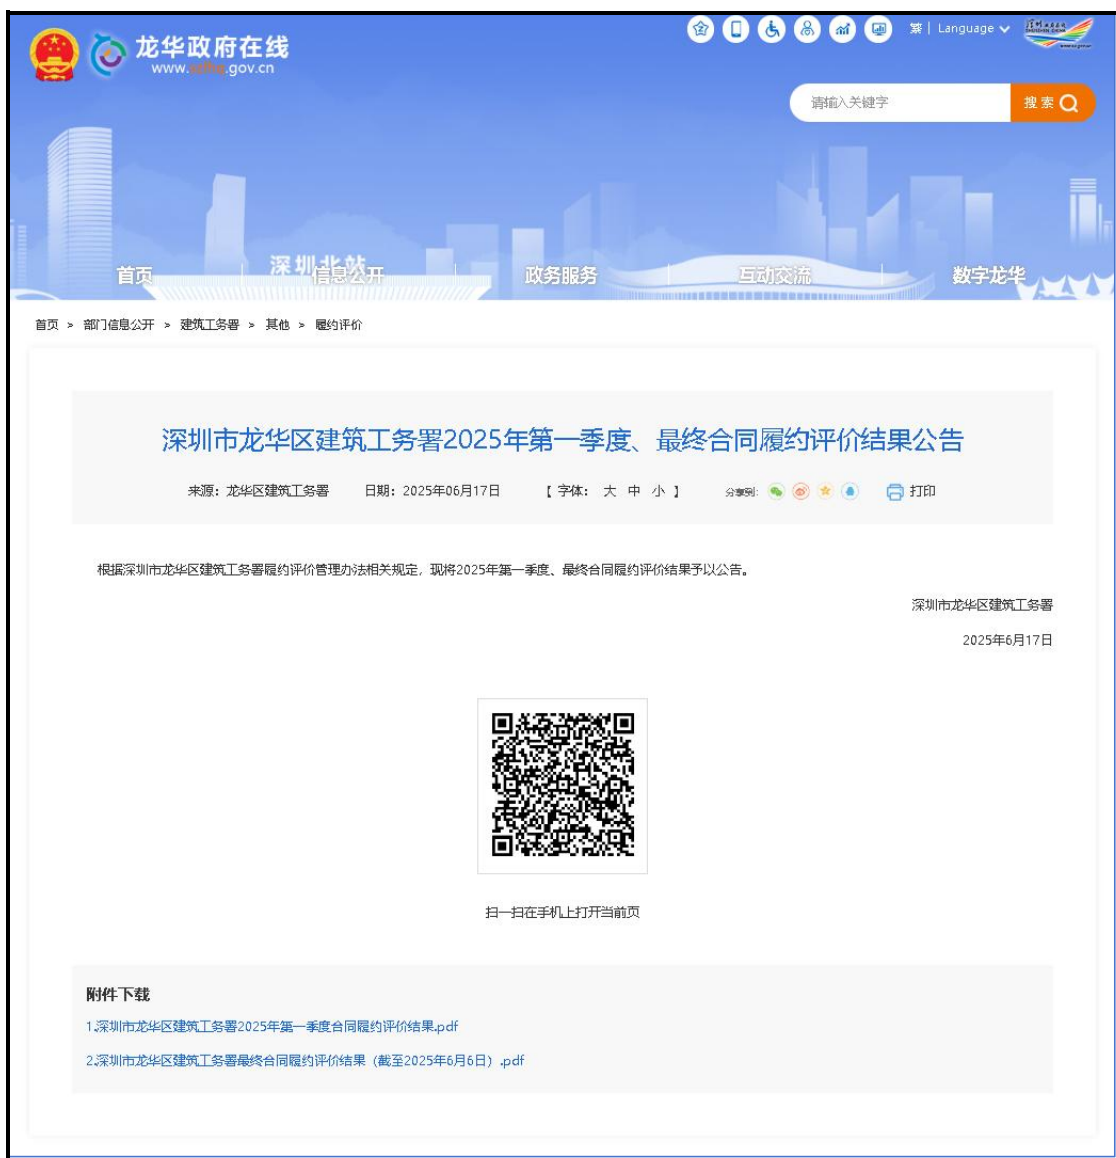 龙华政府在线
www.szlhq.gov.cn
繁 | Language
请输入关键字
搜索
深圳北站
首页
信息公开
政务服务
互动交流
数字龙华
首页 > 部门信息公开 > 建筑工务署 > 其他 > 履约评价
深圳市龙华区建筑工务署2025年第一季度、最终合同履约评价结果公告
来源：龙华区建筑工务署 日期：2025年06月17日 【 字体： 大 中 小 】 分享到： 打印
根据深圳市龙华区建筑工务署履约评价管理办法相关规定，现将2025年第一季度、最终合同履约评价结果予以公告。
深圳市龙华区建筑工务署
2025年6月17日
扫一扫在手机上打开当前页
附件下载
1.深圳市龙华区建筑工务署2025年第一季度合同履约评价结果.pdf
2.深圳市龙华区建筑工务署最终合同履约评价结果（截至2025年6月6日）.pdf